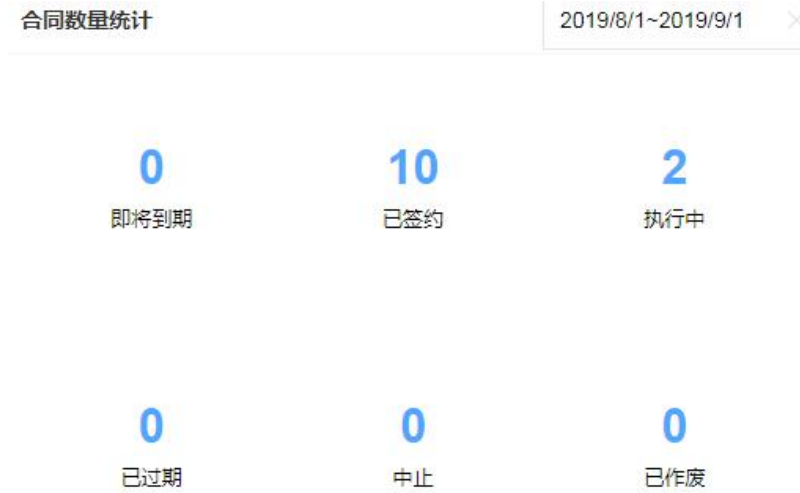 合同数量统计 2019/8/1~2019/9/1
0 10 2
即将到期 已签约 执行中
0 0 0
已过期 中止 已作废